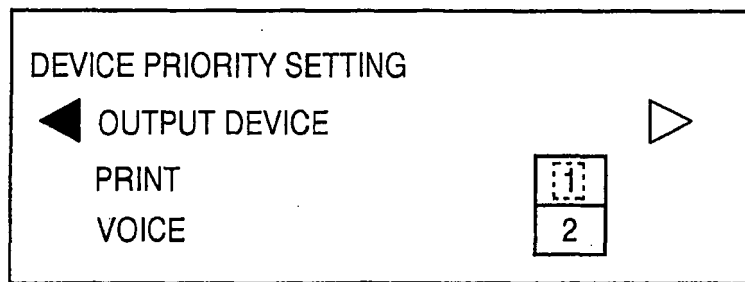 DEVICE PRIORITY SETTING
OUTPUT DEVICE
PRINT 1
VOICE 2